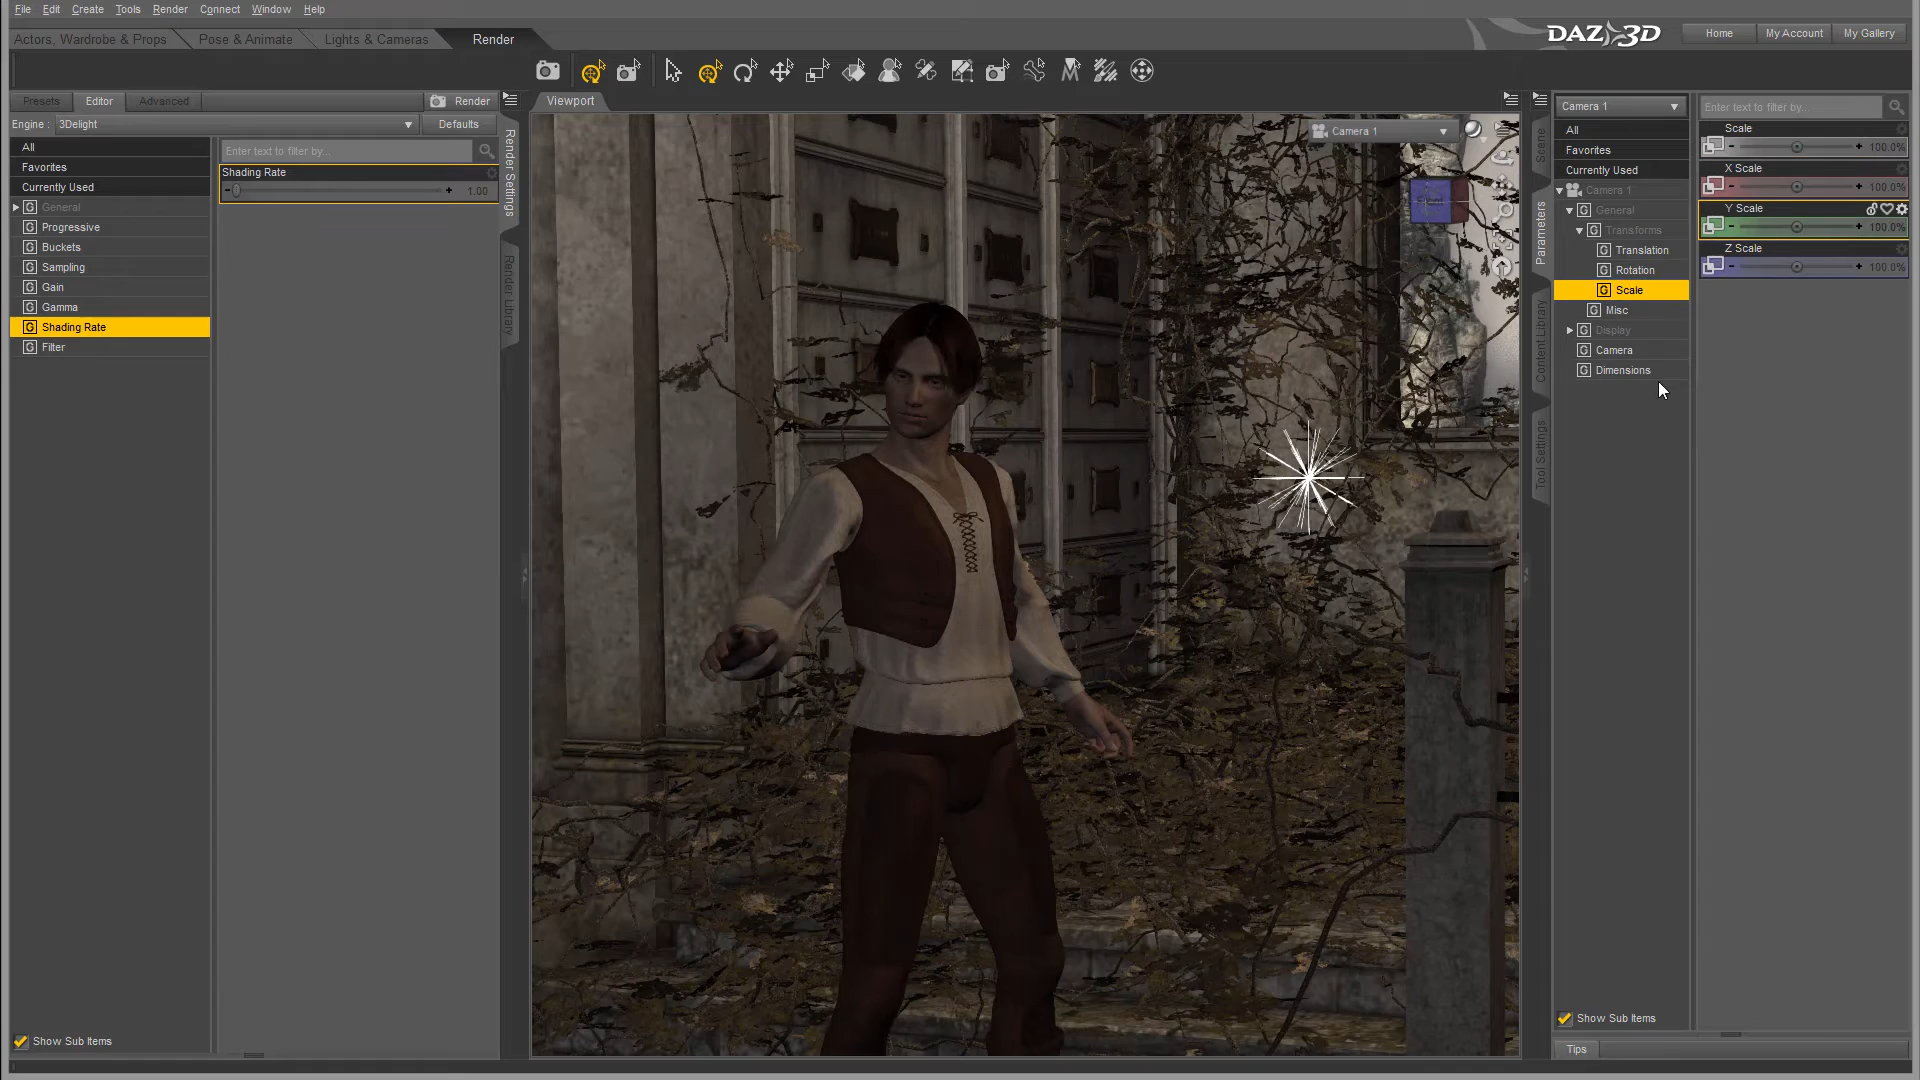 File Edit Create Tools Render Connect Window Help
Actors, Wardrobe & Props Pose & Animate Lights & Cameras Render
DAZ 3D
Home My Account My Gallery
Presets Editor Advanced Render
Engine : 3Delight Defaults
All
Favorites
Currently Used
General
Progressive
Buckets
Sampling
Gain
Gamma
Shading Rate
Filter
Show Sub Items
Enter text to filter by...
Shading Rate
1.00
Render Settings
Render Library
Viewport
Camera 1
Scene
Parameters
Content Library
Tool Settings
Camera 1
All
Favorites
Currently Used
Camera 1
General
Transforms
Translation
Rotation
Scale
Misc
Display
Camera
Dimensions
Show Sub Items
Tips
Enter text to filter by...
Scale
100.0%
X Scale
100.0%
Y Scale
100.0%
Z Scale
100.0%